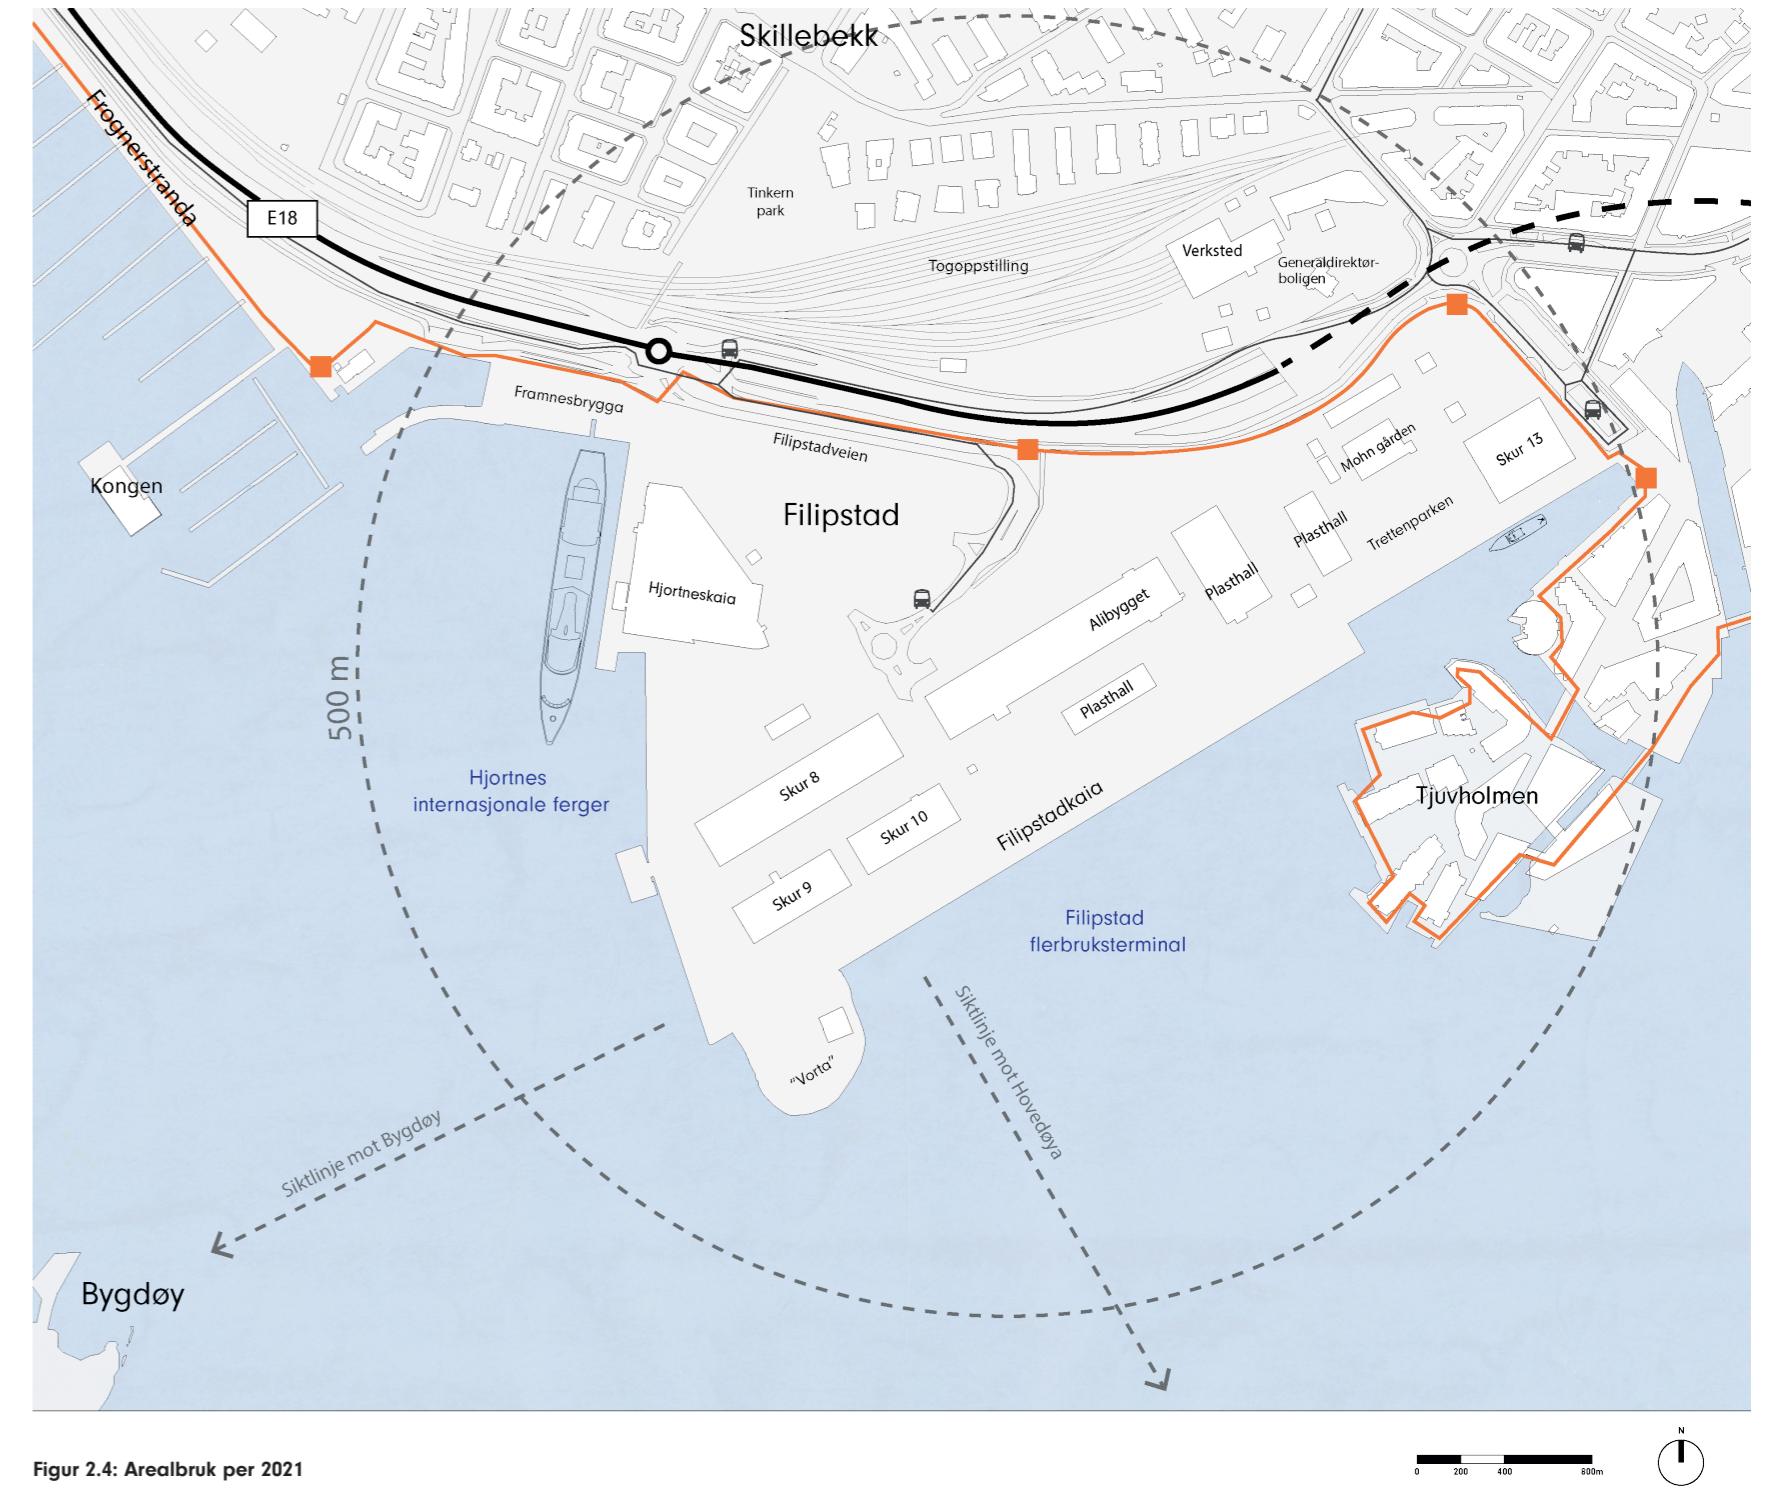 Skillebekk
Frognerstranda
E18
Tinkern
park
Togoppstilling
Verksted
Generaldirektør-
boligen
Framnesbrygga
Filipstadveien
Kongen
Filipstad
Mohn gården
Skur 13
Trettenparken
Plasthall
Plasthall
Hjortneskaia
Alibygget
Plasthall
500 m
Hjortnes
internasjonale ferger
Skur 8
Skur 10
Skur 9
Filipstadkaia
Tjuvholmen
Filipstad
flerbruksterminal
Siktlinje mot Hovedøya
"Vorta"
Siktlinje mot Bygdøy
Bygdøy
N
0 200 400 800m
Figur 2.4: Arealbruk per 2021